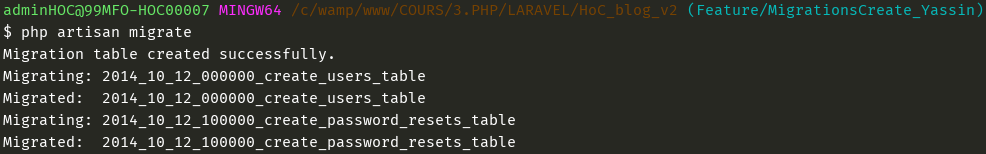 adminHOC@99MFO-HOC00007 MINGW64 /c/wamp/www/COURS/3.PHP/LARAVEL/HoC_blog_v2 (Feature/MigrationsCreate_Yassin)
$ php artisan migrate
Migration table created successfully.
Migrating: 2014_10_12_000000_create_users_table
Migrated:  2014_10_12_000000_create_users_table
Migrating: 2014_10_12_100000_create_password_resets_table
Migrated:  2014_10_12_100000_create_password_resets_table